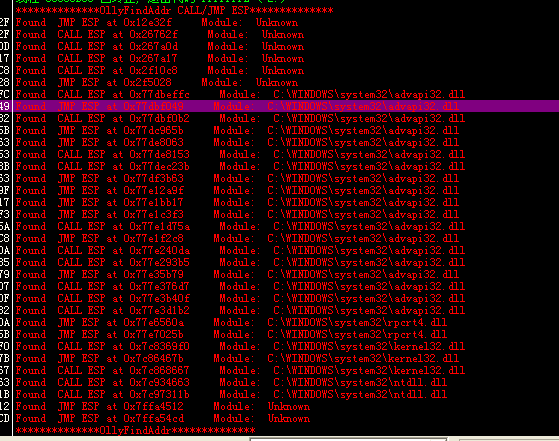 **************OllyFindAddr CALL/JMP ESP**************
2F Found JMP ESP at 0x12e32f Module: Unknown
2F Found CALL ESP at 0x26762f Module: Unknown
0D Found CALL ESP at 0x267a0d Module: Unknown
17 Found CALL ESP at 0x267a17 Module: Unknown
C8 Found CALL ESP at 0x2f10c8 Module: Unknown
28 Found JMP ESP at 0x2f5028 Module: Unknown
FC Found CALL ESP at 0x77dbeffc Module: C:\WINDOWS\system32\advapi32.dll
49 Found JMP ESP at 0x77dbf049 Module: C:\WINDOWS\system32\advapi32.dll
B2 Found CALL ESP at 0x77dbf0b2 Module: C:\WINDOWS\system32\advapi32.dll
5B Found CALL ESP at 0x77dc965b Module: C:\WINDOWS\system32\advapi32.dll
63 Found JMP ESP at 0x77de8063 Module: C:\WINDOWS\system32\advapi32.dll
53 Found CALL ESP at 0x77de8153 Module: C:\WINDOWS\system32\advapi32.dll
3B Found CALL ESP at 0x77dec23b Module: C:\WINDOWS\system32\advapi32.dll
63 Found JMP ESP at 0x77df3b63 Module: C:\WINDOWS\system32\advapi32.dll
9F Found JMP ESP at 0x77e12a9f Module: C:\WINDOWS\system32\advapi32.dll
17 Found JMP ESP at 0x77e1bb17 Module: C:\WINDOWS\system32\advapi32.dll
F3 Found JMP ESP at 0x77e1c3f3 Module: C:\WINDOWS\system32\advapi32.dll
5A Found CALL ESP at 0x77e1d75a Module: C:\WINDOWS\system32\advapi32.dll
C8 Found JMP ESP at 0x77e1f2c8 Module: C:\WINDOWS\system32\advapi32.dll
DA Found CALL ESP at 0x77e240da Module: C:\WINDOWS\system32\advapi32.dll
B5 Found CALL ESP at 0x77e293b5 Module: C:\WINDOWS\system32\advapi32.dll
79 Found JMP ESP at 0x77e35b79 Module: C:\WINDOWS\system32\advapi32.dll
D7 Found CALL ESP at 0x77e376d7 Module: C:\WINDOWS\system32\advapi32.dll
0F Found CALL ESP at 0x77e3b40f Module: C:\WINDOWS\system32\advapi32.dll
B2 Found CALL ESP at 0x77e3d1b2 Module: C:\WINDOWS\system32\advapi32.dll
0A Found JMP ESP at 0x77e6560a Module: C:\WINDOWS\system32\rpcrt4.dll
5B Found JMP ESP at 0x77e7025b Module: C:\WINDOWS\system32\rpcrt4.dll
F0 Found CALL ESP at 0x7c8369f0 Module: C:\WINDOWS\system32\kernel32.dll
7B Found JMP ESP at 0x7c86467b Module: C:\WINDOWS\system32\kernel32.dll
67 Found CALL ESP at 0x7c868667 Module: C:\WINDOWS\system32\kernel32.dll
63 Found CALL ESP at 0x7c934663 Module: C:\WINDOWS\system32\ntdll.dll
1B Found CALL ESP at 0x7c97311b Module: C:\WINDOWS\system32\ntdll.dll
12 Found JMP ESP at 0x7ffa4512 Module: Unknown
CD Found JMP ESP at 0x7ffa54cd Module: Unknown
**************OllyFindAddr**************